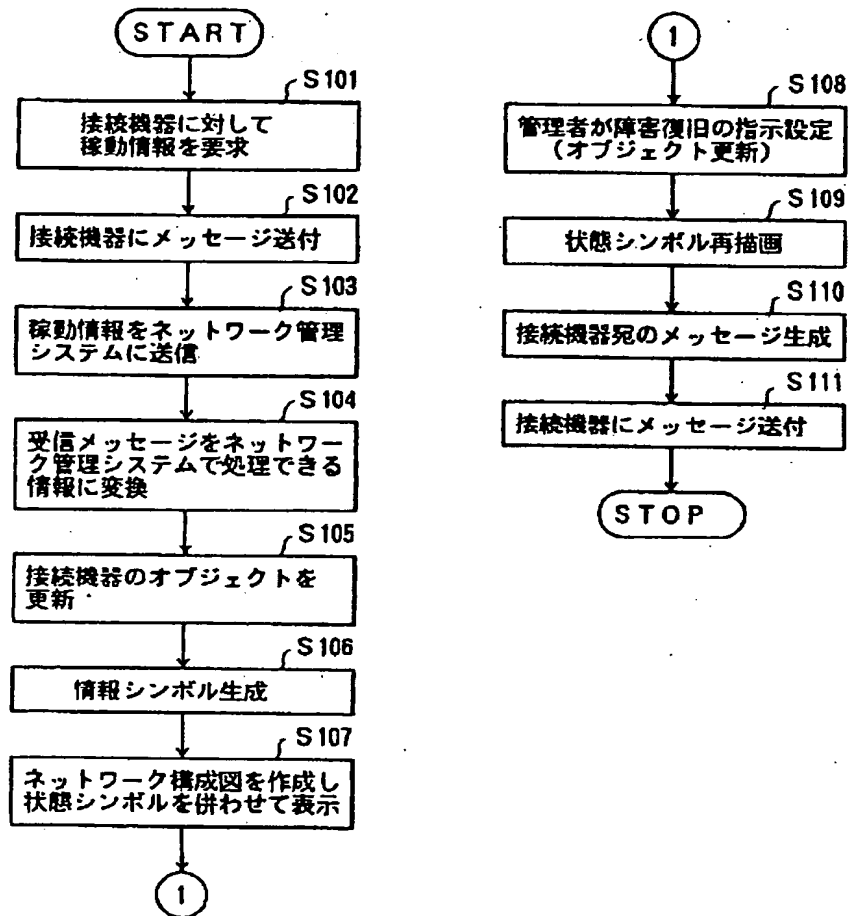 START
S101
接続機器に対して
稼動情報を要求
S102
接続機器にメッセージ送付
S103
稼動情報をネットワーク管理
システムに送信
S104
受信メッセージをネットワー
ク管理システムで処理できる
情報に変換
S105
接続機器のオブジェクトを
更新
S106
情報シンボル生成
S107
ネットワーク構成図を作成し
状態シンボルを併わせて表示
1
1
S108
管理者が障害復旧の指示設定
(オブジェクト更新)
S109
状態シンボル再描画
S110
接続機器宛のメッセージ生成
S111
接続機器にメッセージ送付
STOP